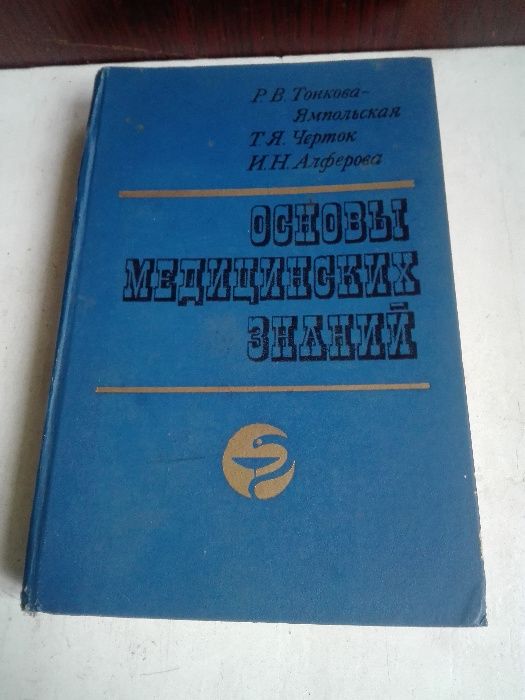 Р. В. Тонкова-
Ямпольская
Т. Я. Черток
И. Н. Алферова
ОСНОВЫ
МЕДИЦИНСКИХ
ЗНАНИЙ